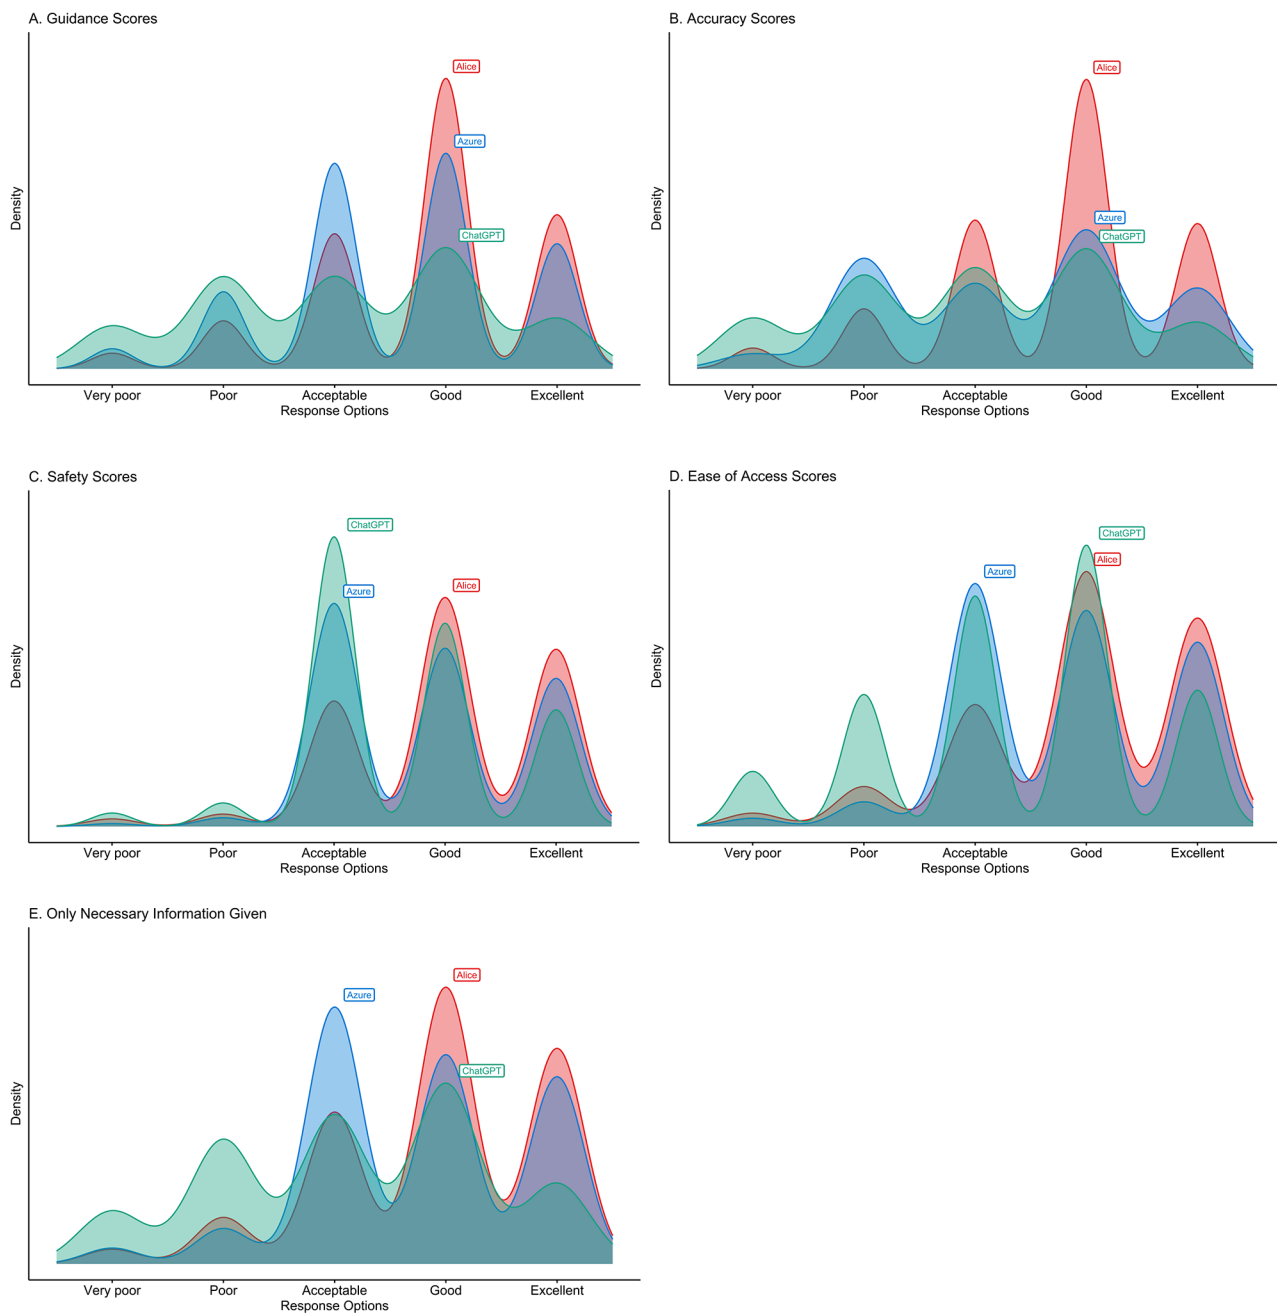 A. Guidance Scores
Alice
Azure
ChatGPT
Density
Very poor Poor Acceptable Good Excellent
Response Options
B. Accuracy Scores
Alice
Azure
ChatGPT
Density
Very poor Poor Acceptable Good Excellent
Response Options
C. Safety Scores
ChatGPT
Azure
Alice
Density
Very poor Poor Acceptable Good Excellent
Response Options
D. Ease of Access Scores
ChatGPT
Alice
Azure
Density
Very poor Poor Acceptable Good Excellent
Response Options
E. Only Necessary Information Given
Alice
Azure
ChatGPT
Density
Very poor Poor Acceptable Good Excellent
Response Options